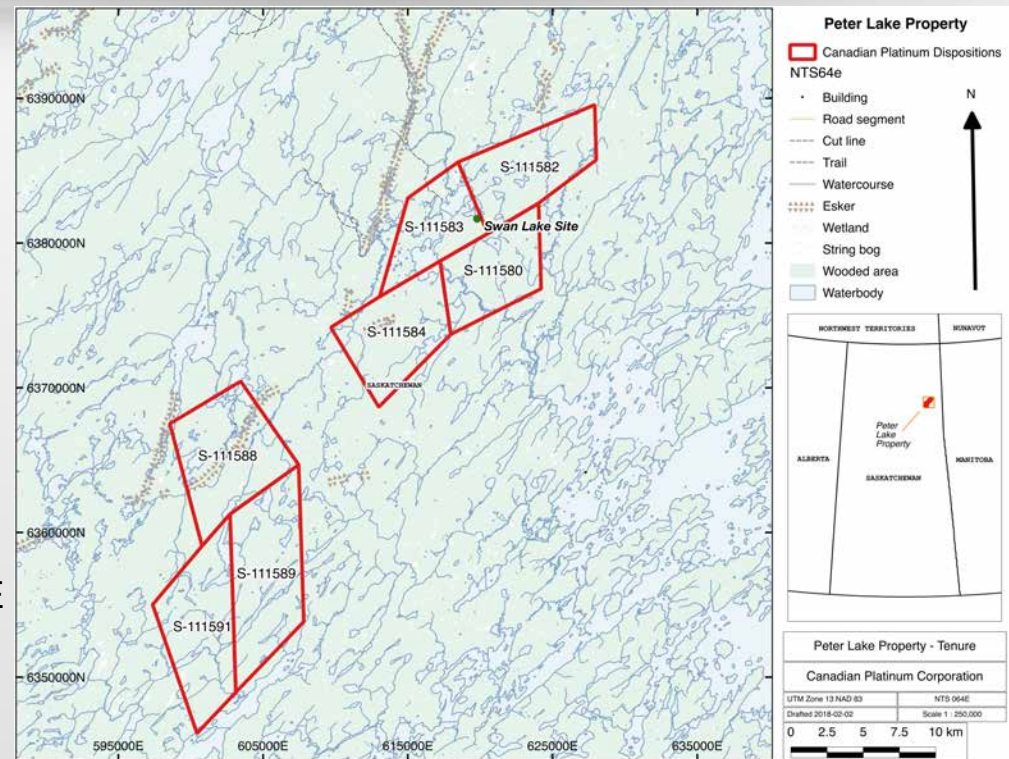 6390000N
6380000N
6370000N
6360000N
6350000N
595000E
605000E
615000E
625000E
635000E
S-111582
S-111583
Swan Lake Site
S-111580
S-111584
SASKATCHEWAN
S-111588
S-111589
S-111591
E
Peter Lake Property
Canadian Platinum Dispositions
NTS64e
Building
Road segment
Cut line
Trail
Watercourse
Esker
Wetland
String bog
Wooded area
Waterbody
N
NORTHWEST TERRITORIES
NUNAVUT
Peter
Lake
Property
ALBERTA
MANITOBA
SASKATCHEWAN
Peter Lake Property - Tenure
Canadian Platinum Corporation
UTM Zone 13 NAD 83
NTS 064E
Drafted 2018-02-02
Scale 1 : 250,000
0 2.5 5 7.5 10 km